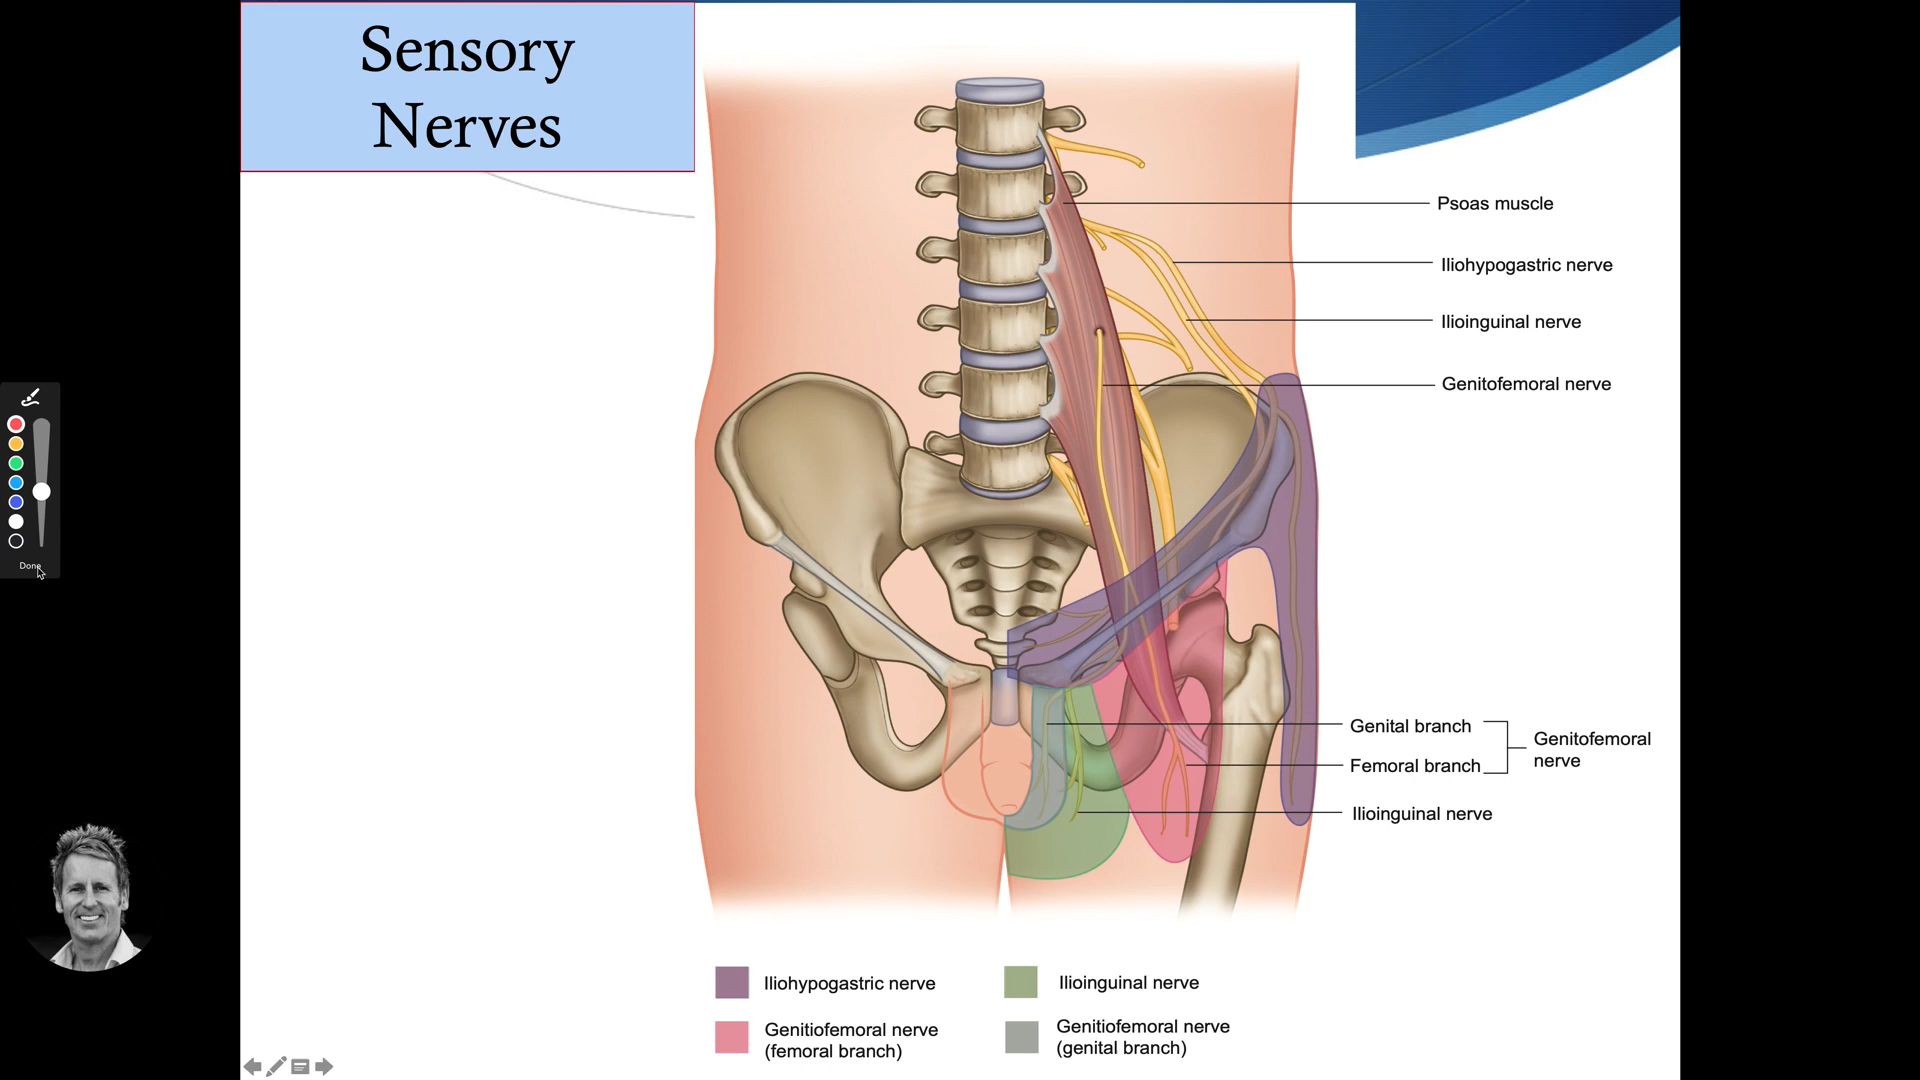 Sensory
Nerves
Psoas muscle
Iliohypogastric nerve
Ilioinguinal nerve
Genitofemoral nerve
Genital branch
Femoral branch
Genitofemoral
nerve
Ilioinguinal nerve
Iliohypogastric nerve
Ilioinguinal nerve
Genitiofemoral nerve
(femoral branch)
Genitiofemoral nerve
(genital branch)
Done